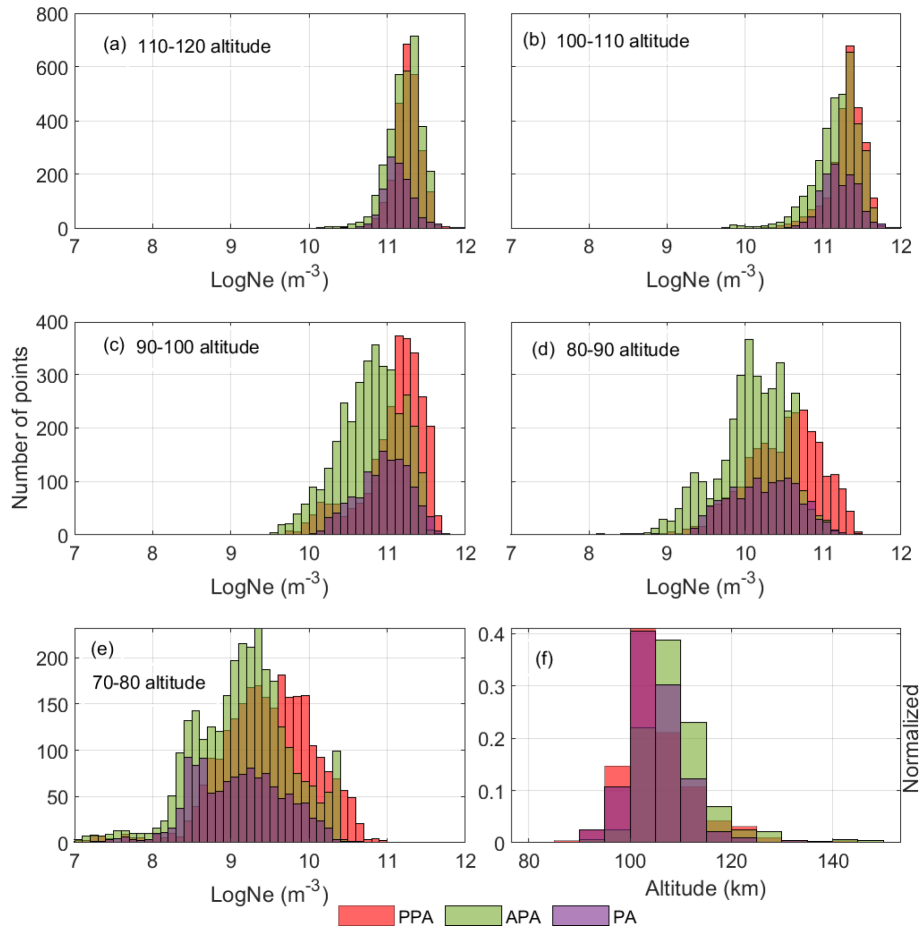 800
600
400
200
0
(a) 110-120 altitude
7 8 9 10 11 12
LogNe (m⁻³)
(b) 100-110 altitude
7 8 9 10 11 12
LogNe (m⁻³)
Number of points
400
300
200
100
0
(c) 90-100 altitude
7 8 9 10 11 12
LogNe (m⁻³)
(d) 80-90 altitude
7 8 9 10 11 12
LogNe (m⁻³)
200
150
100
50
0
(e)
70-80 altitude
7 8 9 10 11 12
LogNe (m⁻³)
0.4
0.3
0.2
0.1
0
(f)
80 100 120 140
Altitude (km)
Normalized
PPA APA PA